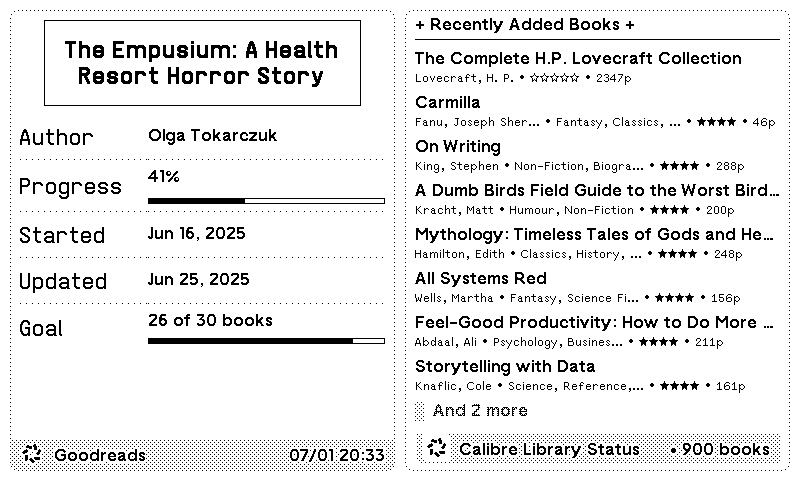 The Empusium: A Health
Resort Horror Story
Author Olga Tokarczuk
Progress 41%
Started Jun 16, 2025
Updated Jun 25, 2025
Goal 26 of 30 books
Goodreads 07/01 20:33
+ Recently Added Books +
The Complete H.P. Lovecraft Collection
Lovecraft, H. P. • ☆☆☆☆☆ • 2347p
Carmilla
Fanu, Joseph Sher... • Fantasy, Classics, ... • ★★★★ • 46p
On Writing
King, Stephen • Non-Fiction, Biogra... • ★★★★ • 288p
A Dumb Birds Field Guide to the Worst Bird...
Kracht, Matt • Humour, Non-Fiction • ★★★★ • 200p
Mythology: Timeless Tales of Gods and He...
Hamilton, Edith • Classics, History, ... • ★★★★ • 248p
All Systems Red
Wells, Martha • Fantasy, Science Fi... • ★★★★ • 156p
Feel-Good Productivity: How to Do More ...
Abdaal, Ali • Psychology, Busines... • ★★★★ • 211p
Storytelling with Data
Knaflic, Cole • Science, Reference,... • ★★★★ • 161p
And 2 more
Calibre Library Status • 900 books